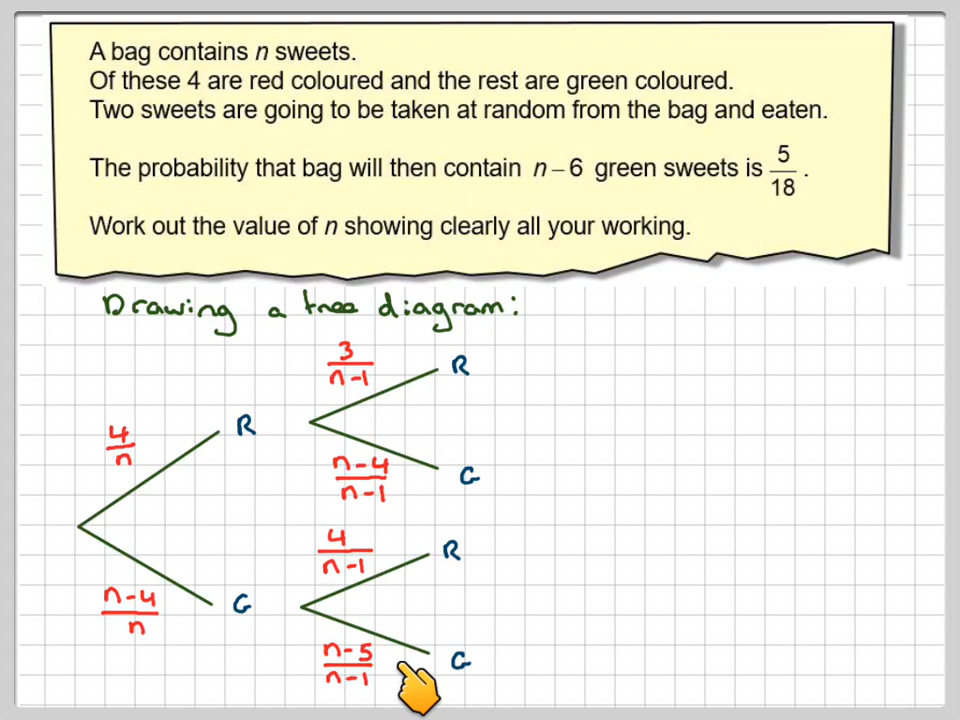 A bag contains n sweets.
Of these 4 are red coloured and the rest are green coloured.
Two sweets are going to be taken at random from the bag and eaten.
The probability that bag will then contain n – 6 green sweets is 5/18.
Work out the value of n showing clearly all your working.
Drawing a tree diagram:
3/n-1
R
4/n
R
n-4/n-1
G
4/n-1
R
n-4/n
G
n-5/n-1
G